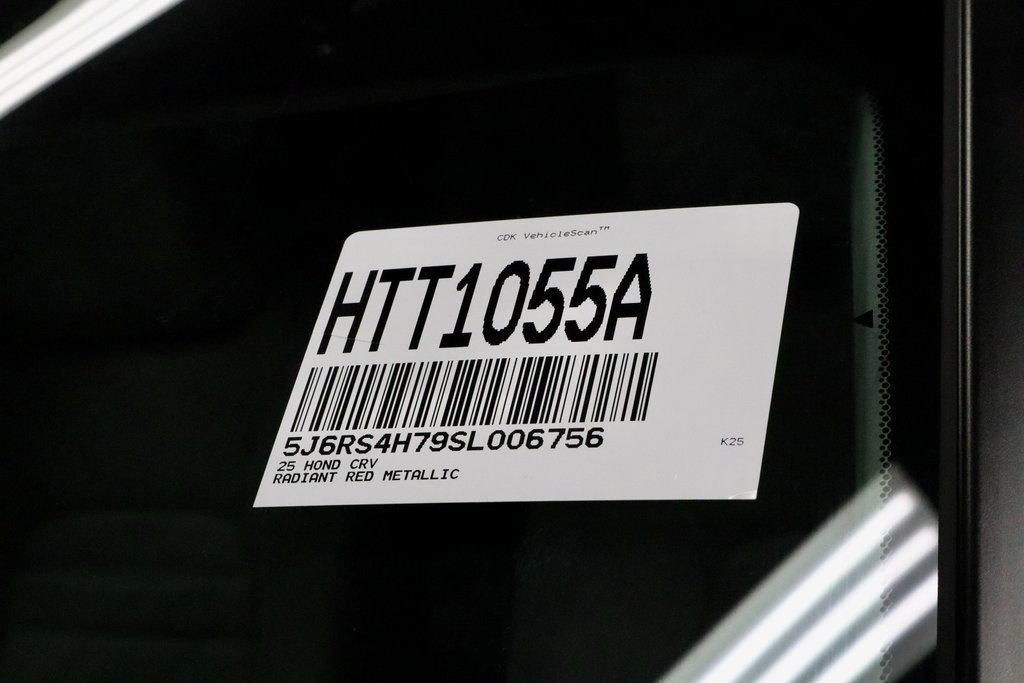 CDK VehicleScan™
HTT1055A
5J6RS4H79SL006756
K25
25 HOND CRV
RADIANT RED METALLIC